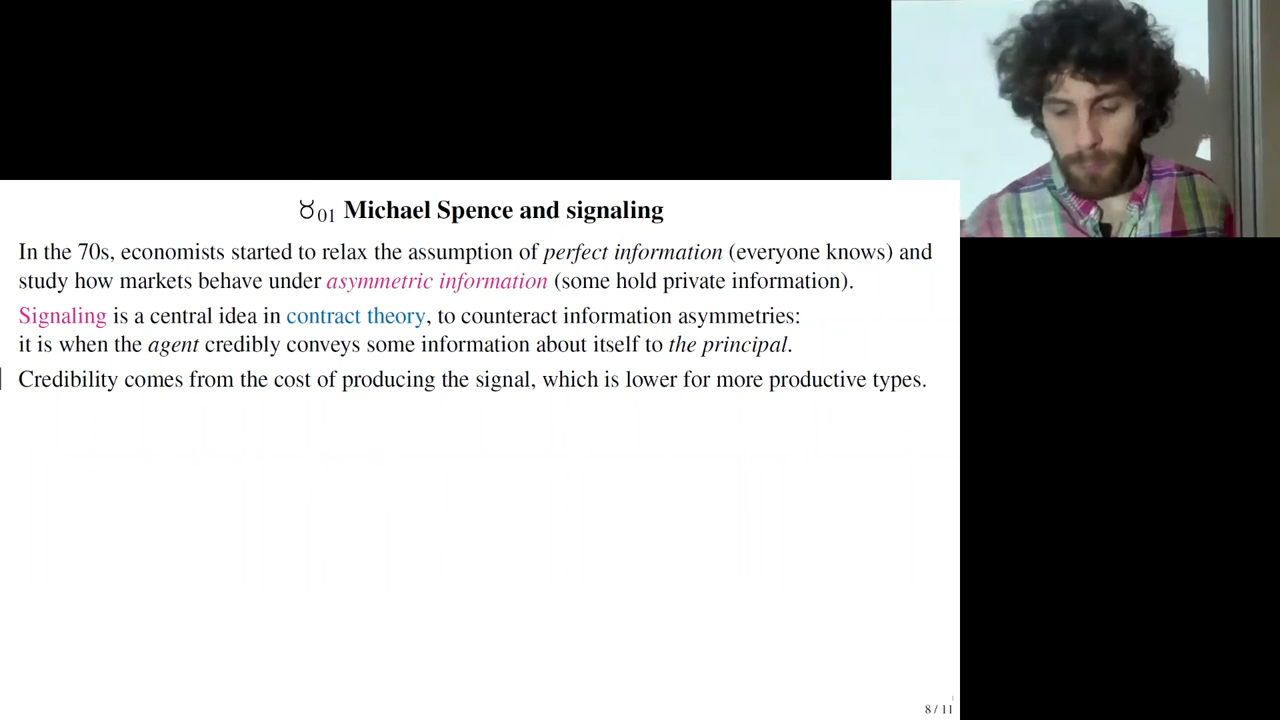 ♉01 Michael Spence and signaling
In the 70s, economists started to relax the assumption of perfect information (everyone knows) and
study how markets behave under asymmetric information (some hold private information).
Signaling is a central idea in contract theory, to counteract information asymmetries:
it is when the agent credibly conveys some information about itself to the principal.
Credibility comes from the cost of producing the signal, which is lower for more productive types.
8 / 11